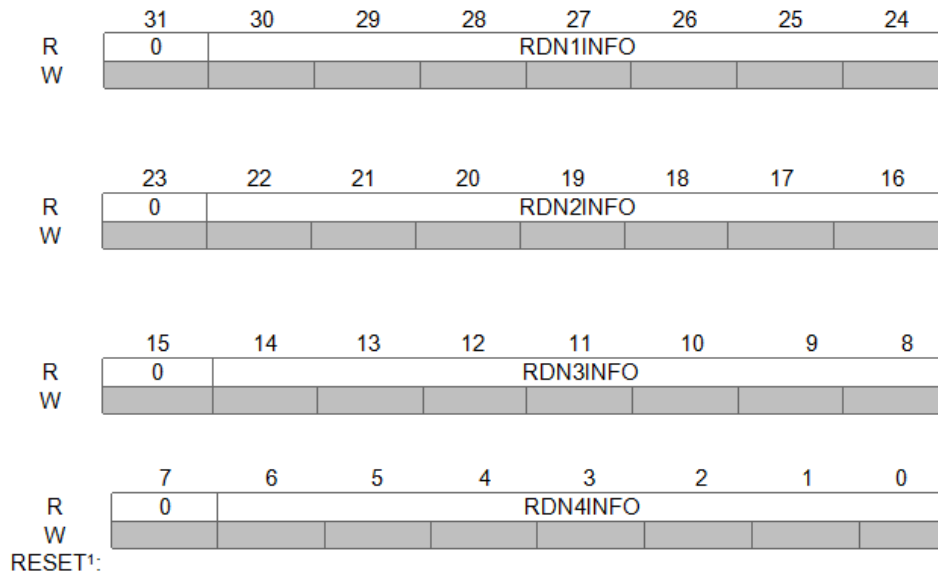 31 30 29 28 27 26 25 24
R 0 RDN1INFO
W
23 22 21 20 19 18 17 16
R 0 RDN2INFO
W
15 14 13 12 11 10 9 8
R 0 RDN3INFO
W
7 6 5 4 3 2 1 0
R 0 RDN4INFO
W
RESET¹: